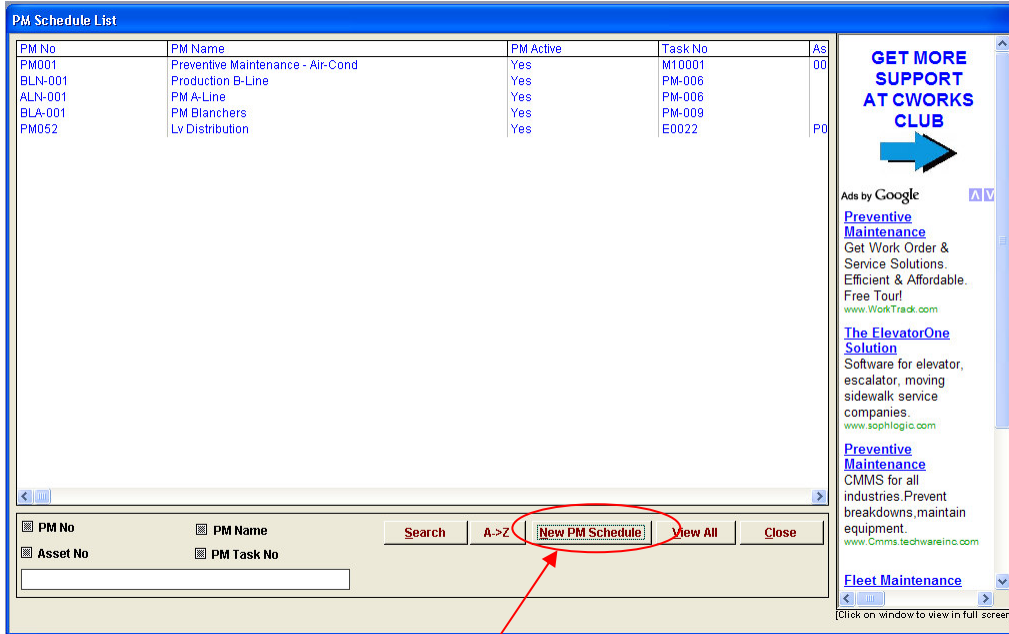 PM Schedule List
PM No PM Name PM Active Task No As
PM001 Preventive Maintenance - Air-Cond Yes M10001 00
BLN-001 Production B-Line Yes PM-006
ALN-001 PM A-Line Yes PM-006
BLA-001 PM Blanchers Yes PM-009
PM052 Lv Distribution Yes E0022 P0
PM No PM Name Search A->Z New PM Schedule View All Close
Asset No PM Task No
GET MORE
SUPPORT
AT CWORKS
CLUB
Ads by Google
Preventive
Maintenance
Get Work Order &
Service Solutions.
Efficient & Affordable.
Free Tour!
www.WorkTrack.com
The ElevatorOne
Solution
Software for elevator,
escalator, moving
sidewalk service
companies.
www.sophlogic.com
Preventive
Maintenance
CMMS for all
industries.Prevent
breakdowns,maintain
equipment.
www.Cmms.techwareinc.com
Fleet Maintenance
[Click on window to view in full screen